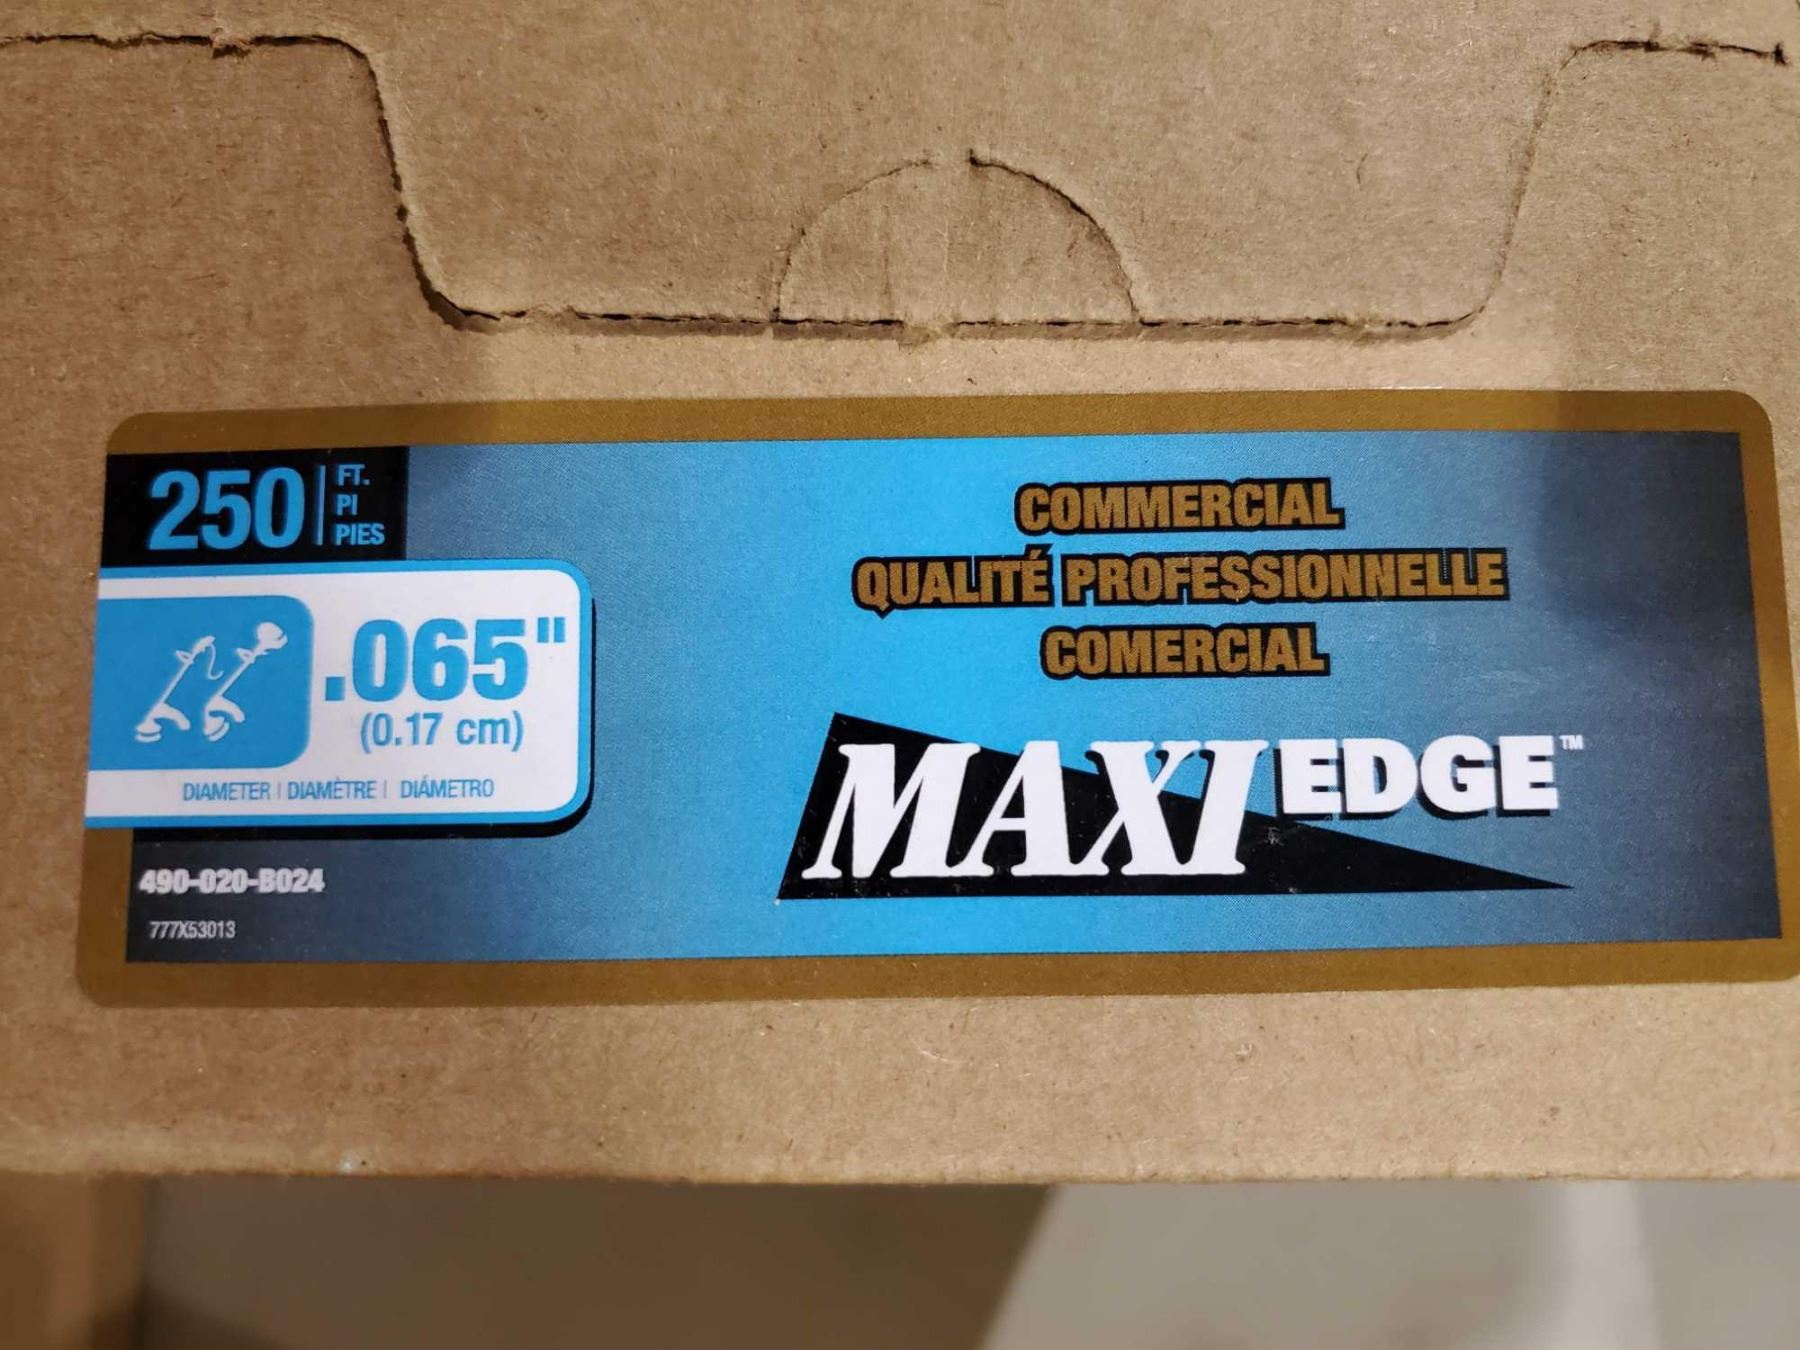 250 FT.
PI
PIES
.065"
(0.17 cm)
DIAMETER | DIAMÈTRE | DIÁMETRO
490-020-B024
777X53013
COMMERCIAL
QUALITÉ PROFESSIONNELLE
COMERCIAL
MAXI EDGE™